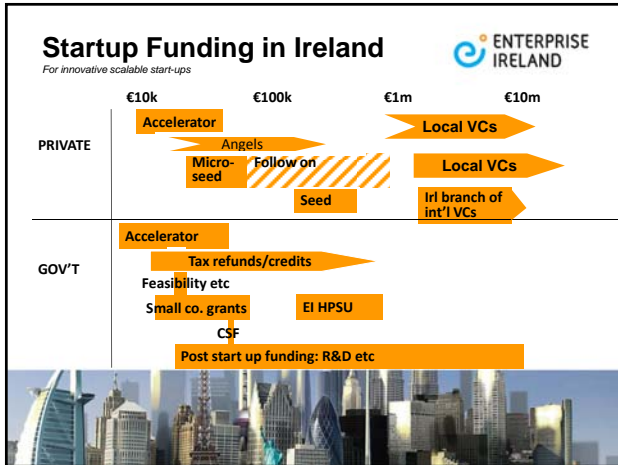 Startup Funding in Ireland
For innovative scalable start-ups
ENTERPRISE
IRELAND
€10k €100k €1m €10m
PRIVATE
Accelerator
Local VCs
Angels
Micro-
seed
Follow on
Local VCs
Seed
Irl branch of
int'l VCs
GOV'T
Accelerator
Tax refunds/credits
Feasibility etc
Small co. grants
EI HPSU
CSF
Post start up funding: R&D etc